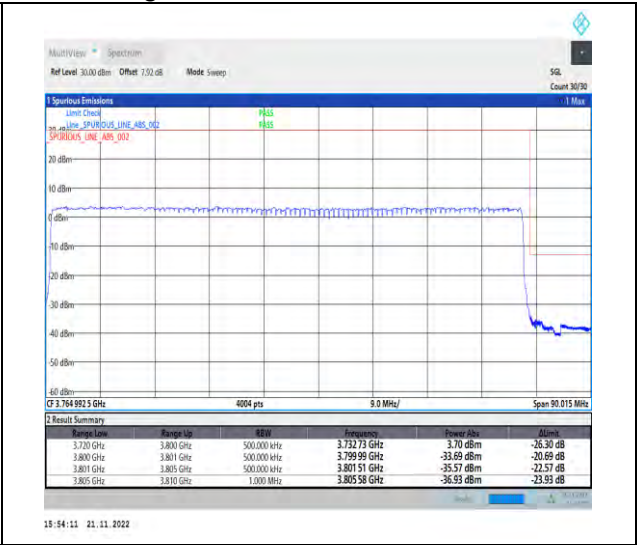 MultiView Spectrum
Ref Level 30.00 dBm Offset 7.92 dB Mode Sweep SGL
Count 30/30
1 Spurious Emissions 1 Max
Limit Check PASS
Line _SPURIOUS_LINE_ABS_002 PASS
_SPURIOUS_LINE_ABS_002
20 dBm
10 dBm
0 dBm
-10 dBm
-20 dBm
-30 dBm
-40 dBm
-50 dBm
-60 dBm
CF 3.764 992 5 GHz 4004 pts 9.0 MHz/ Span 90.015 MHz
2 Result Summary
Range Low Range Up RBW Frequency Power Abs ΔLimit
3.720 GHz 3.800 GHz 500.000 kHz 3.732 73 GHz 3.70 dBm -26.30 dB
3.800 GHz 3.801 GHz 500.000 kHz 3.799 99 GHz -33.69 dBm -20.69 dB
3.801 GHz 3.805 GHz 500.000 kHz 3.801 51 GHz -35.57 dBm -22.57 dB
3.805 GHz 3.810 GHz 1.000 MHz 3.805 58 GHz -36.93 dBm -23.93 dB
15:54:11 21.11.2022